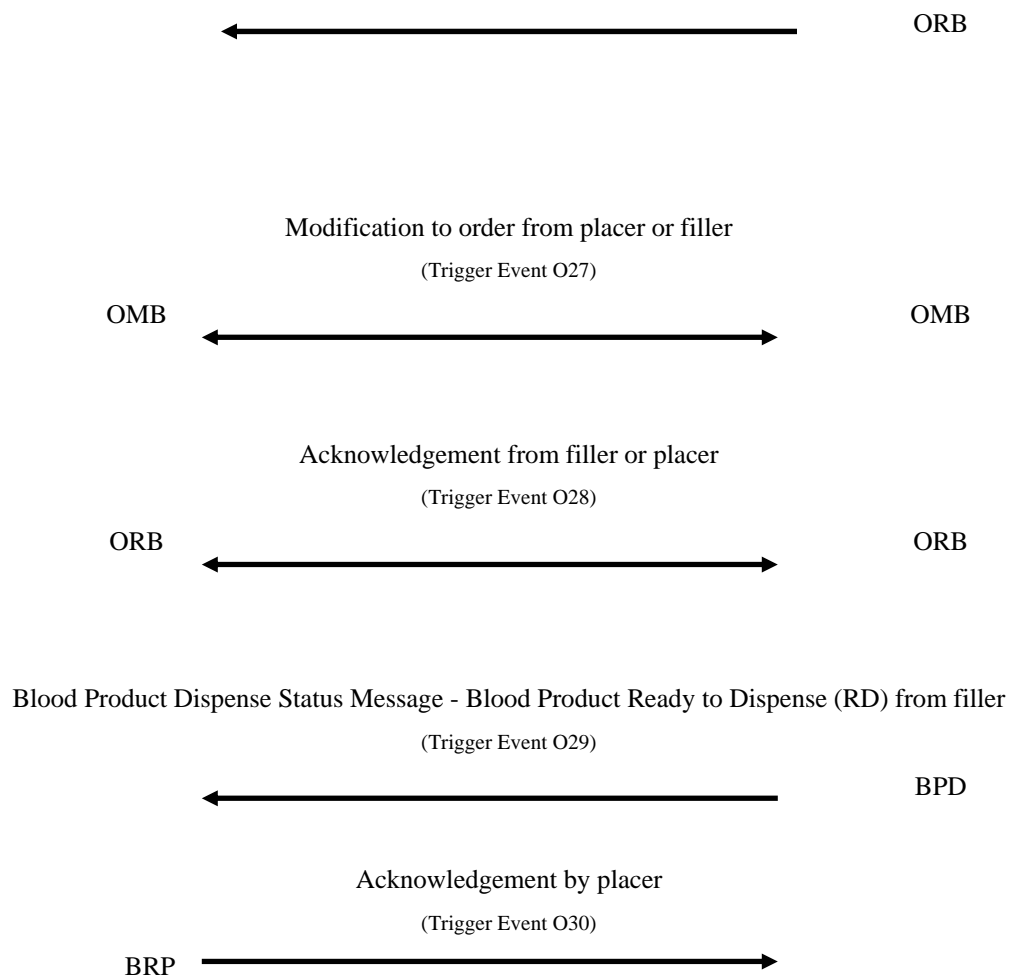 ORB
Modification to order from placer or filler
(Trigger Event O27)
OMB OMB
Acknowledgement from filler or placer
(Trigger Event O28)
ORB ORB
Blood Product Dispense Status Message - Blood Product Ready to Dispense (RD) from filler
(Trigger Event O29)
BPD
Acknowledgement by placer
(Trigger Event O30)
BRP